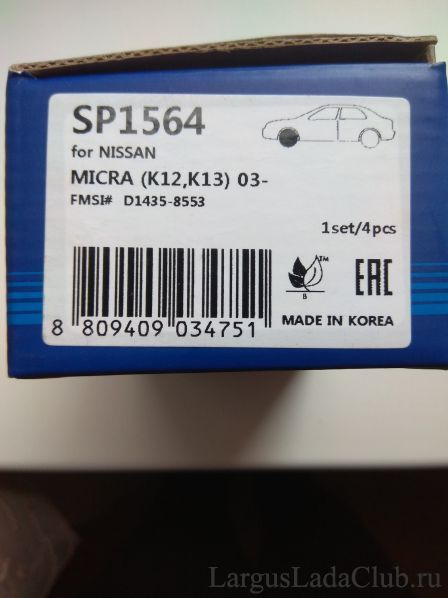 SP1564
for NISSAN
MICRA (K12,K13) 03-
FMSI# D1435-8553
1set/4pcs
TM
B
EAC
8 809409 034751
MADE IN KOREA
LargusLadaClub.ru